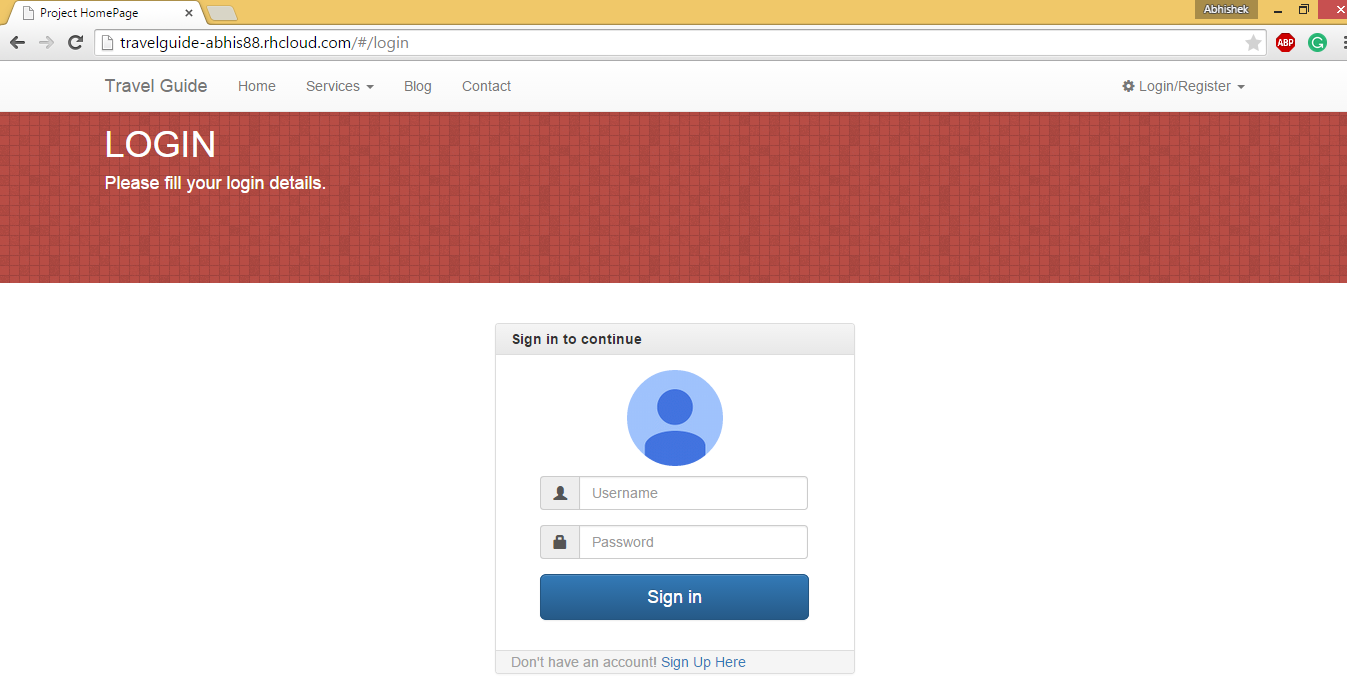 Project HomePage
Abhishek
travelguide-abhis88.rhcloud.com/#/login
ABP
G
Travel Guide Home Services Blog Contact Login/Register
LOGIN
Please fill your login details.
Sign in to continue
Username
Password
Sign in
Don't have an account! Sign Up Here